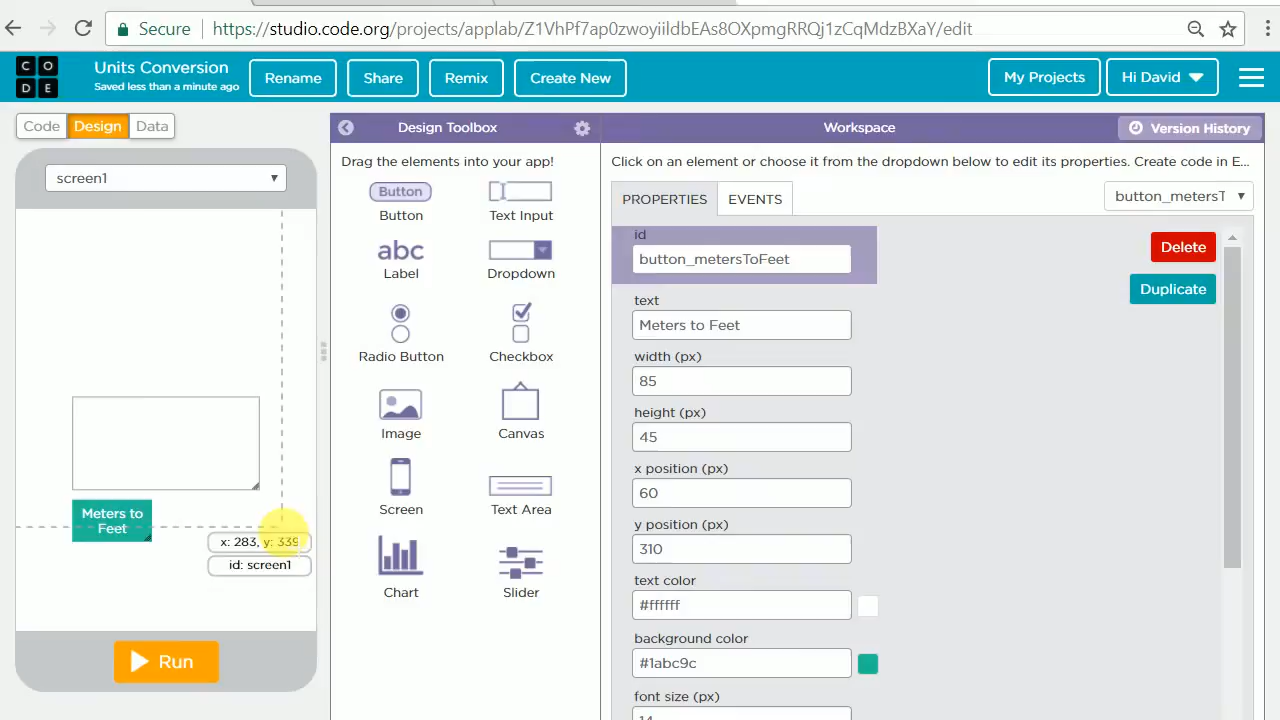 Secure
https://studio.code.org/projects/applab/Z1VhPf7ap0zwoyiildbEAs8OXpmgRRQj1zCqMdzBXaY/edit
C O
D E
Units Conversion
Saved less than a minute ago
Rename
Share
Remix
Create New
My Projects
Hi David
Code
Design
Data
screen1
Meters to
Feet
x: 283, y: 339
id: screen1
Run
Design Toolbox
Drag the elements into your app!
Button
Button
Text Input
abc
Label
Dropdown
Radio Button
Checkbox
Image
Canvas
Screen
Text Area
Chart
Slider
Workspace
Version History
Click on an element or choose it from the dropdown below to edit its properties. Create code in E...
PROPERTIES
EVENTS
button_metersT
id
button_metersToFeet
Delete
Duplicate
text
Meters to Feet
width (px)
85
height (px)
45
x position (px)
60
y position (px)
310
text color
#ffffff
background color
#1abc9c
font size (px)
14